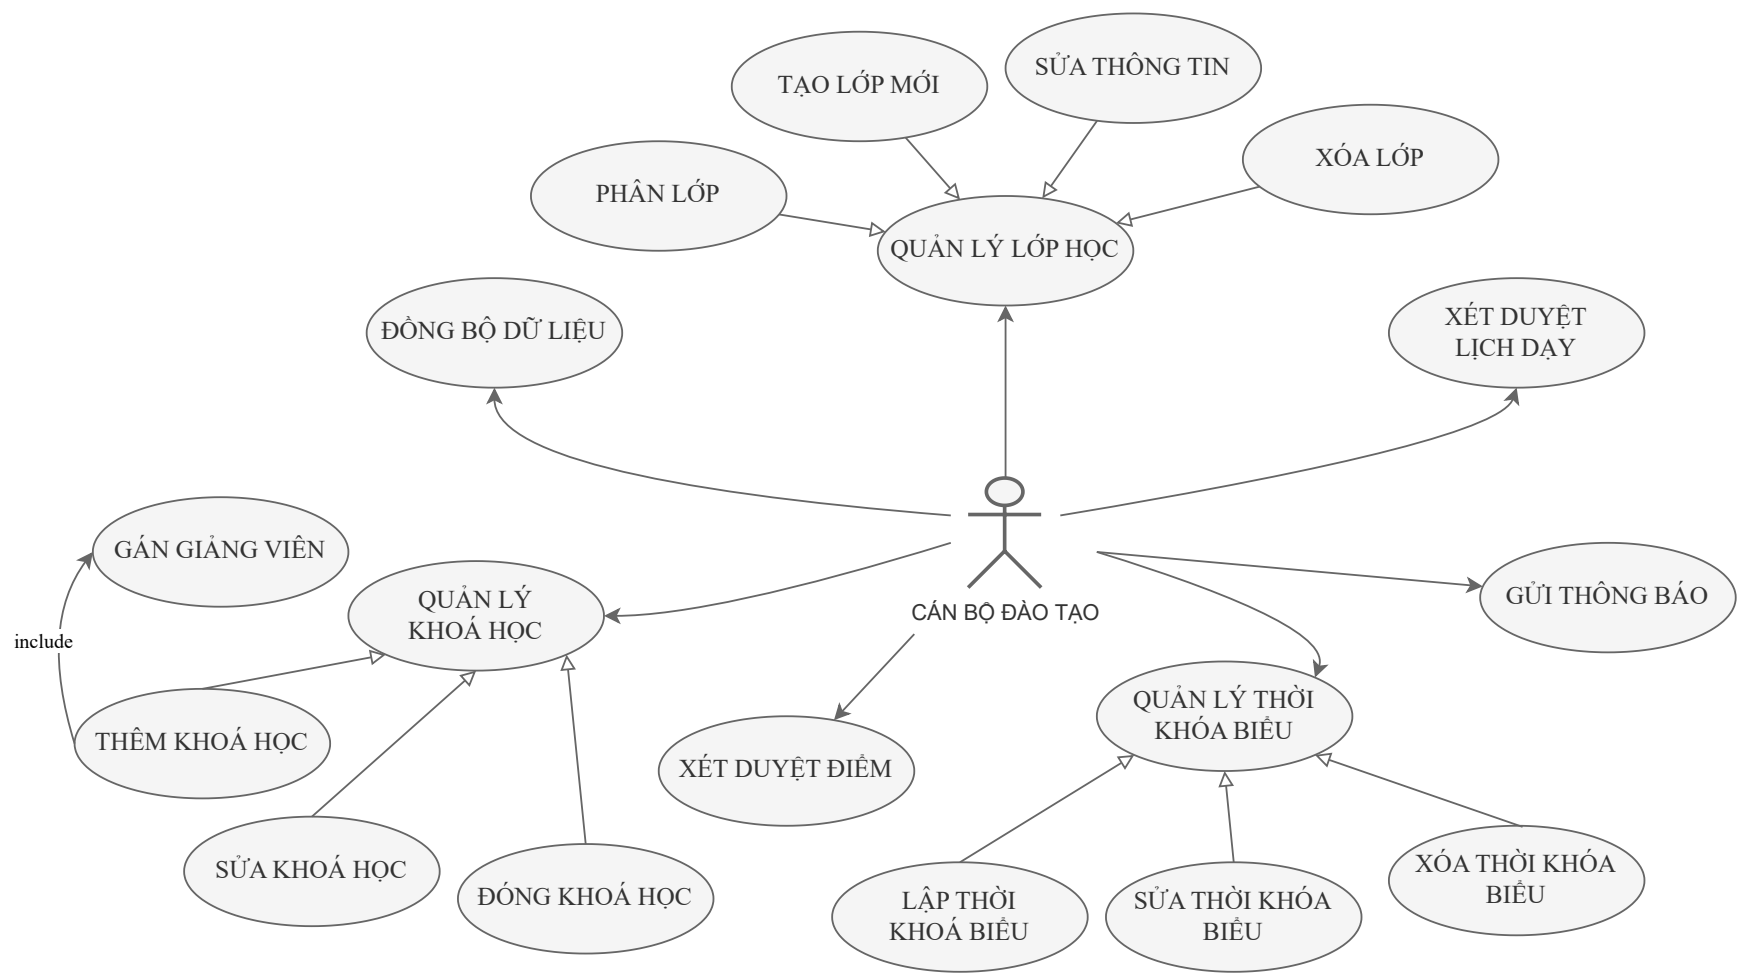 SỬA THÔNG TIN
TẠO LỚP MỚI
XÓA LỚP
PHÂN LỚP
QUẢN LÝ LỚP HỌC
ĐỒNG BỘ DỮ LIỆU
XÉT DUYỆT
LỊCH DẠY
GÁN GIẢNG VIÊN
QUẢN LÝ
KHOÁ HỌC
CÁN BỘ ĐÀO TẠO
GỬI THÔNG BÁO
include
THÊM KHOÁ HỌC
XÉT DUYỆT ĐIỂM
QUẢN LÝ THỜI
KHÓA BIỂU
SỬA KHOÁ HỌC
ĐÓNG KHOÁ HỌC
LẬP THỜI
KHOÁ BIỂU
SỬA THỜI KHÓA
BIỂU
XÓA THỜI KHÓA
BIỂU